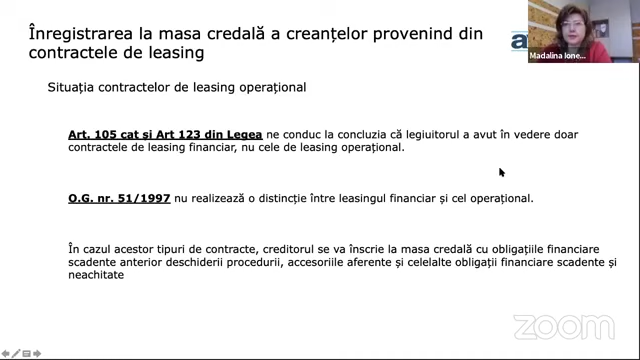 Înregistrarea la masa credală a creanțelor provenind din
contractele de leasing
Situația contractelor de leasing operațional
Art. 105 cat și Art 123 din Legea ne conduc la concluzia că legiuitorul a avut în vedere doar
contractele de leasing financiar, nu cele de leasing operațional.
O.G. nr. 51/1997 nu realizează o distincție între leasingul financiar și cel operațional.
În cazul acestor tipuri de contracte, creditorul se va înscrie la masa credală cu obligațiile financiare
scadente anterior deschiderii procedurii, accesoriile aferente și celelalte obligații financiare scadente și
neachitate
Madalina Ione...
zoom